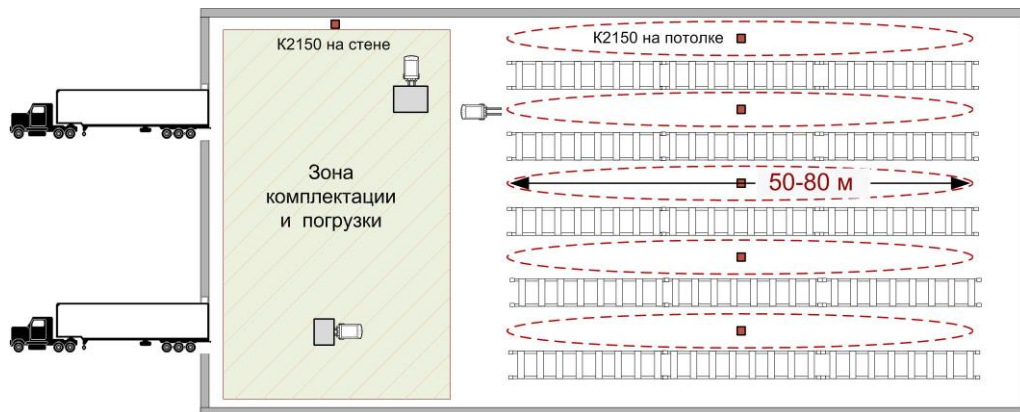 К2150 на стене
К2150 на потолке
Зона
комплектации
и погрузки
50-80 м